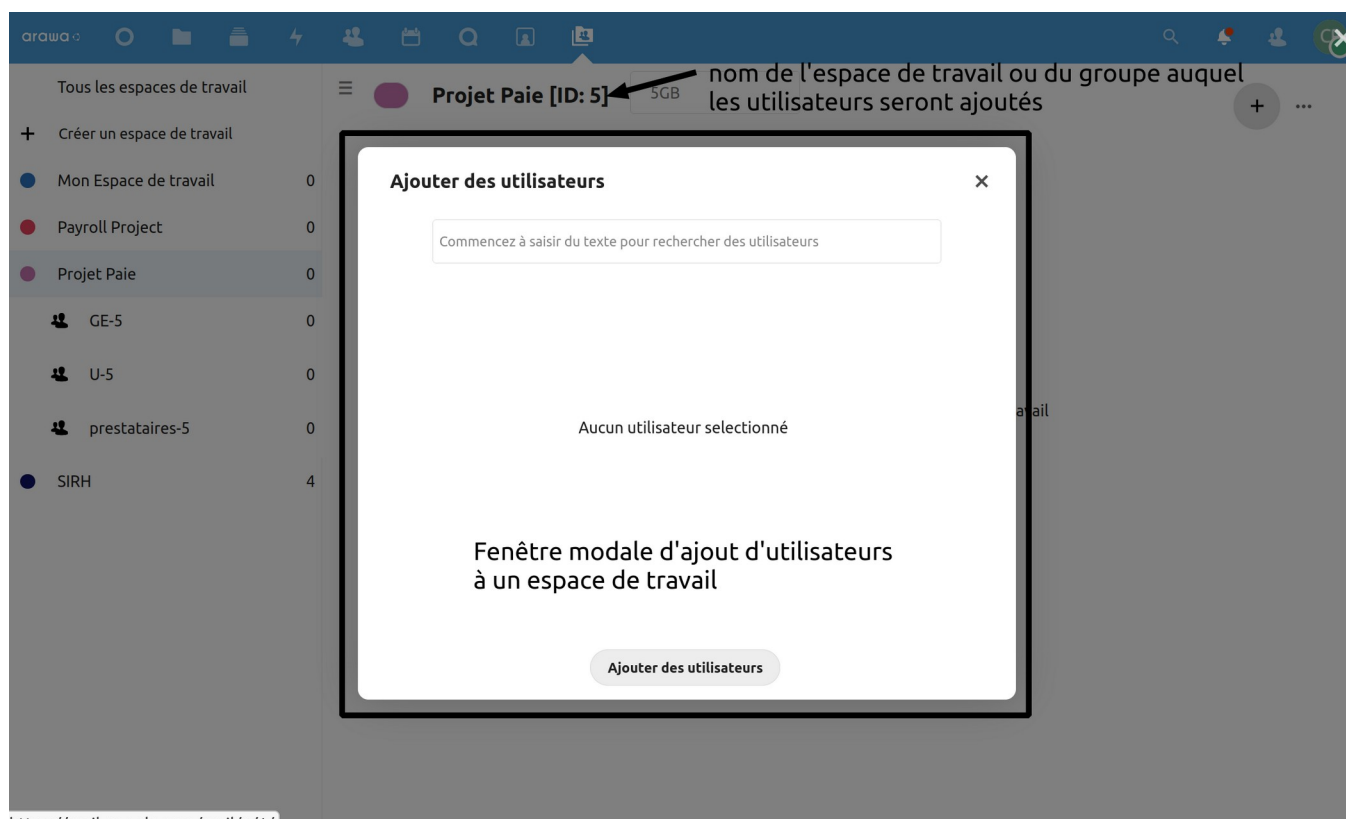 arawa
Tous les espaces de travail
Projet Paie [ID: 5]
5GB
nom de l'espace de travail ou du groupe auquel
les utilisateurs seront ajoutés
+ Créer un espace de travail
Mon Espace de travail 0
Payroll Project 0
Projet Paie 0
GE-5 0
U-5 0
prestataires-5 0
SIRH 4
Ajouter des utilisateurs
Commencez à saisir du texte pour rechercher des utilisateurs
Aucun utilisateur selectionné
Fenêtre modale d'ajout d'utilisateurs
à un espace de travail
Ajouter des utilisateurs